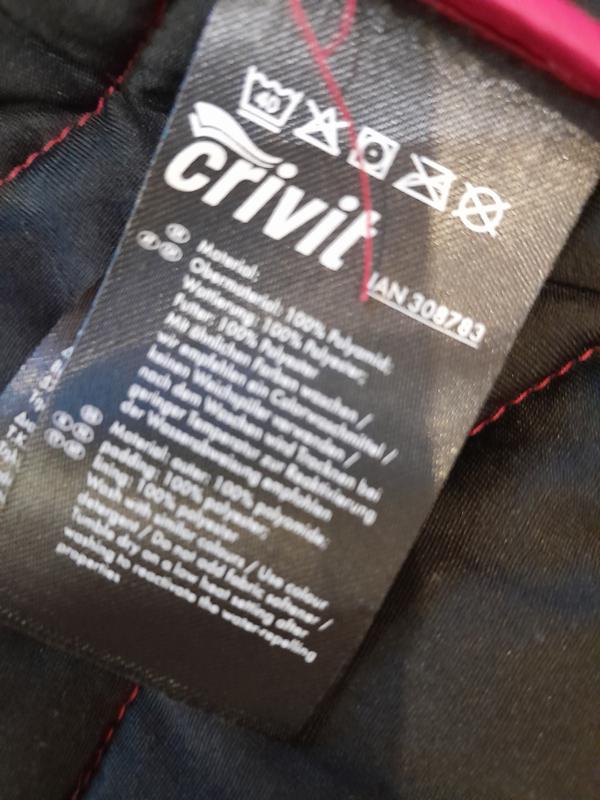 40
crivit
IAN 308783
Material:
Obermaterial: 100% Polyamid;
Wattierung: 100% Polyester;
Futter: 100% Polyester
Mit ähnlichen Farben waschen /
wir empfehlen ein Colorwaschmittel /
keinen Weichspüler verwenden /
nach dem Waschen wird Trocknen bei
geringer Temperatur zur Reaktivierung
der Wasserabweisung empfohlen
Material: outer: 100% polyamide;
padding: 100% polyester;
lining: 100% polyester
Wash with similar colours / Use colour
detergent / Do not add fabric softener /
Tumble dry on a low heat setting after
washing to reactivate the water-repelling
properties